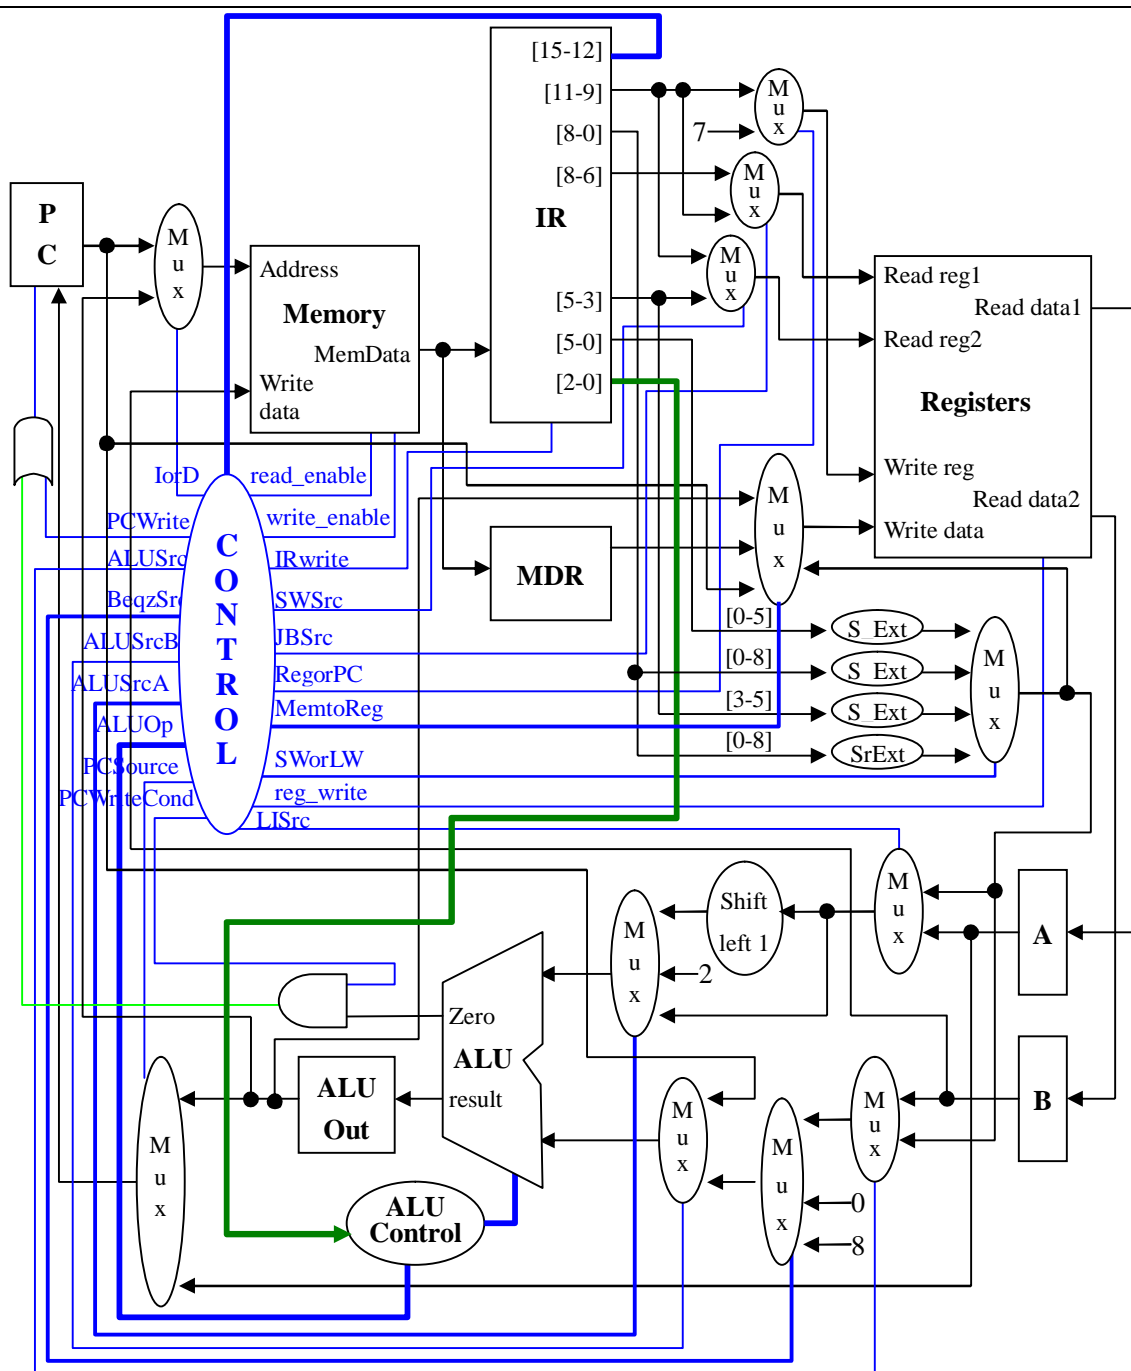 [15-12]
[11-9]
[8-0]
[8-6]
IR
[5-3]
[5-0]
[2-0]
M
u
x
7
M
u
x
M
u
x
P
C
M
u
x
Address
Memory
MemData
Write
data
Read reg1
Read data1
Read reg2
Registers
Write reg
Read data2
Write data
IorD
read_enable
PCWrite
write_enable
ALUSrc
IRwrite
BeqzSrc
SWSrc
ALUSrcB
JBSrc
ALUSrcA
RegorPC
ALUOp
MemtoReg
PCSource
SWorLW
PCWriteCond
reg_write
LISrc
C
O
N
T
R
O
L
MDR
M
u
x
[0-5]
S_Ext
[0-8]
S_Ext
[3-5]
S_Ext
[0-8]
SrExt
M
u
x
M
u
x
Shift
left 1
M
u
x
2
A
B
Zero
ALU
result
ALU
Out
M
u
x
M
u
x
M
u
x
0
8
M
u
x
ALU
Control